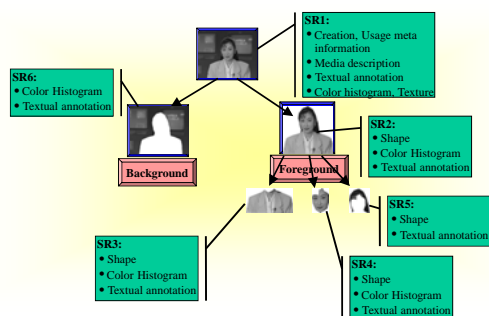 SR1:
• Creation, Usage meta
information
• Media description
• Textual annotation
• Color histogram, Texture
SR6:
• Color Histogram
• Textual annotation
SR2:
• Shape
• Color Histogram
• Textual annotation
Background
Foreground
SR5:
• Shape
• Textual annotation
SR3:
• Shape
• Color Histogram
• Textual annotation
SR4:
• Shape
• Color Histogram
• Textual annotation